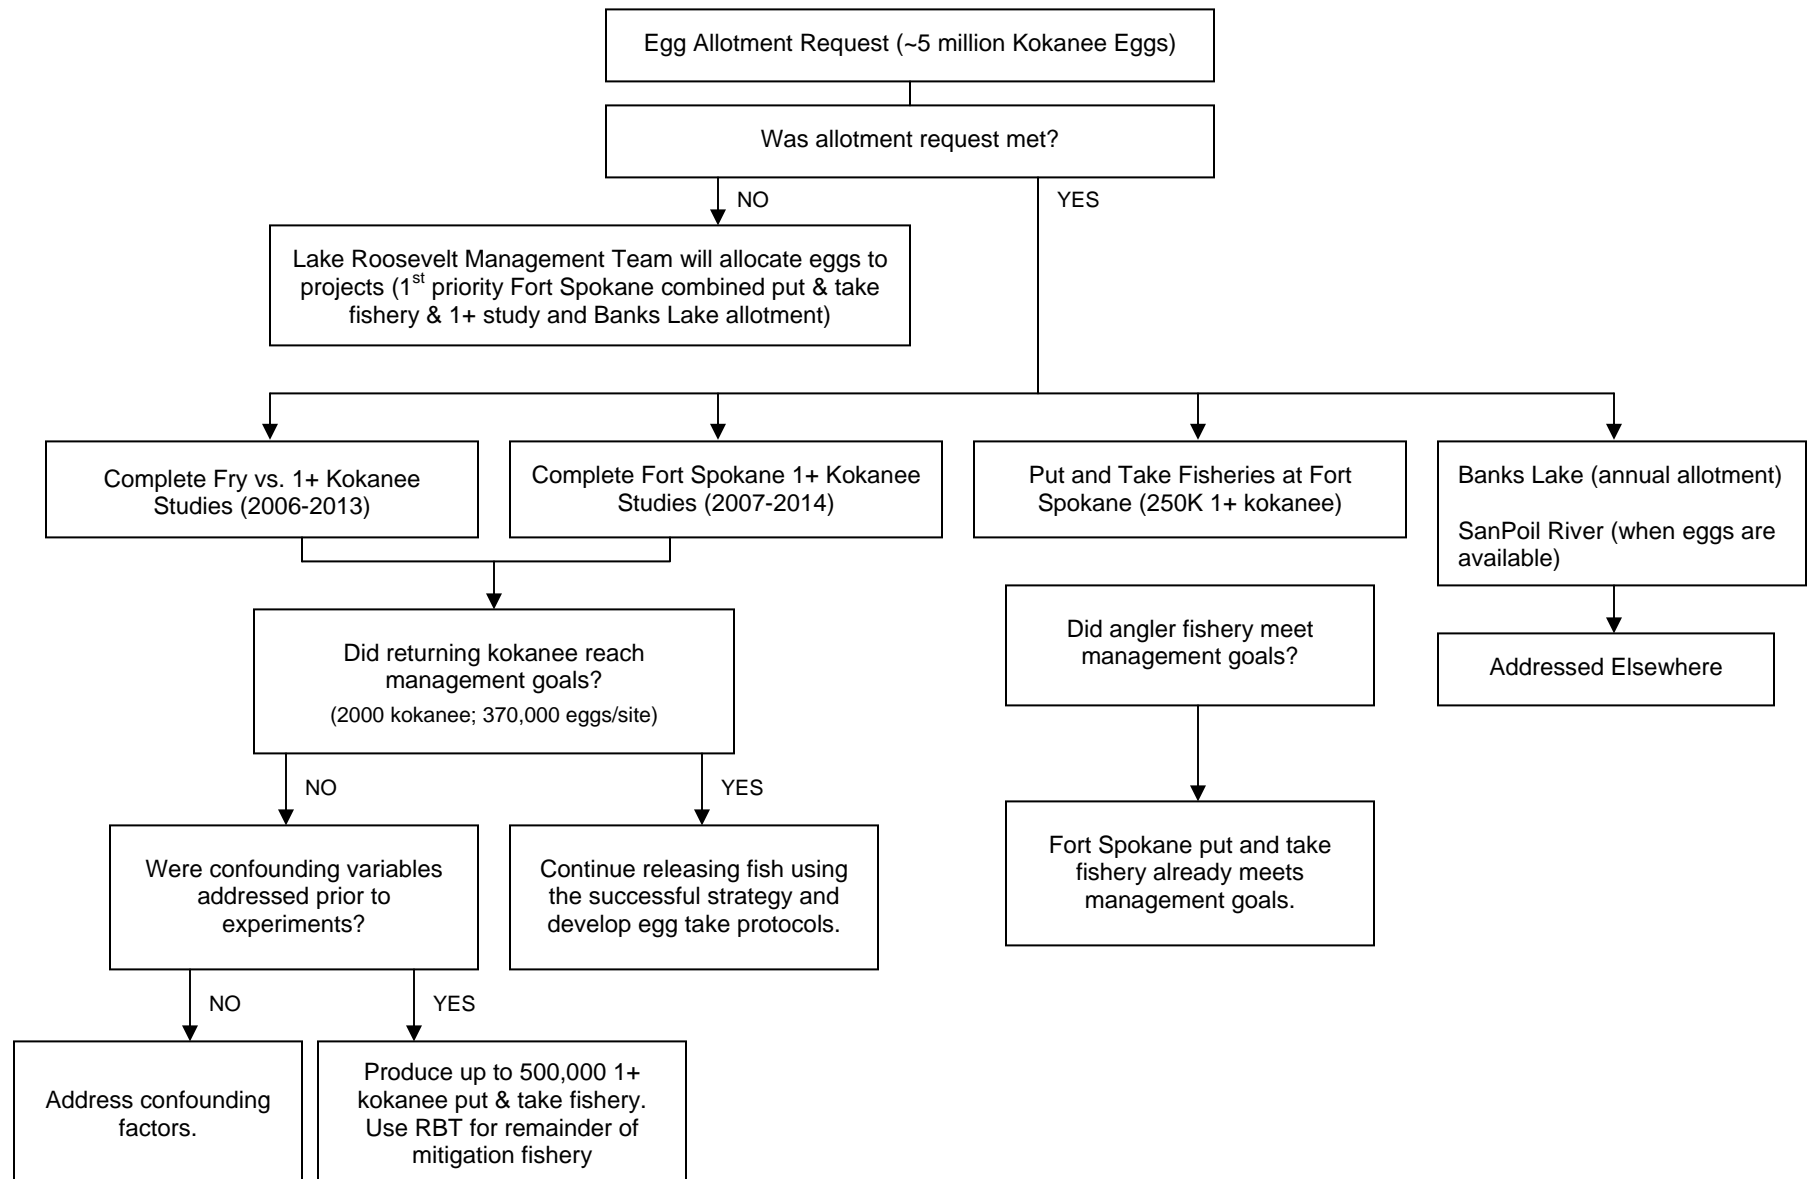 Egg Allotment Request (~5 million Kokanee Eggs)
Was allotment request met?
NO
YES
Lake Roosevelt Management Team will allocate eggs to
projects (1st priority Fort Spokane combined put & take
fishery & 1+ study and Banks Lake allotment)
Complete Fry vs. 1+ Kokanee
Studies (2006-2013)
Complete Fort Spokane 1+ Kokanee
Studies (2007-2014)
Put and Take Fisheries at Fort
Spokane (250K 1+ kokanee)
Banks Lake (annual allotment)
SanPoil River (when eggs are
available)
Did returning kokanee reach
management goals?
(2000 kokanee; 370,000 eggs/site)
Did angler fishery meet
management goals?
Addressed Elsewhere
NO
YES
Were confounding variables
addressed prior to
experiments?
Continue releasing fish using
the successful strategy and
develop egg take protocols.
Fort Spokane put and take
fishery already meets
management goals.
NO
YES
Address confounding
factors.
Produce up to 500,000 1+
kokanee put & take fishery.
Use RBT for remainder of
mitigation fishery